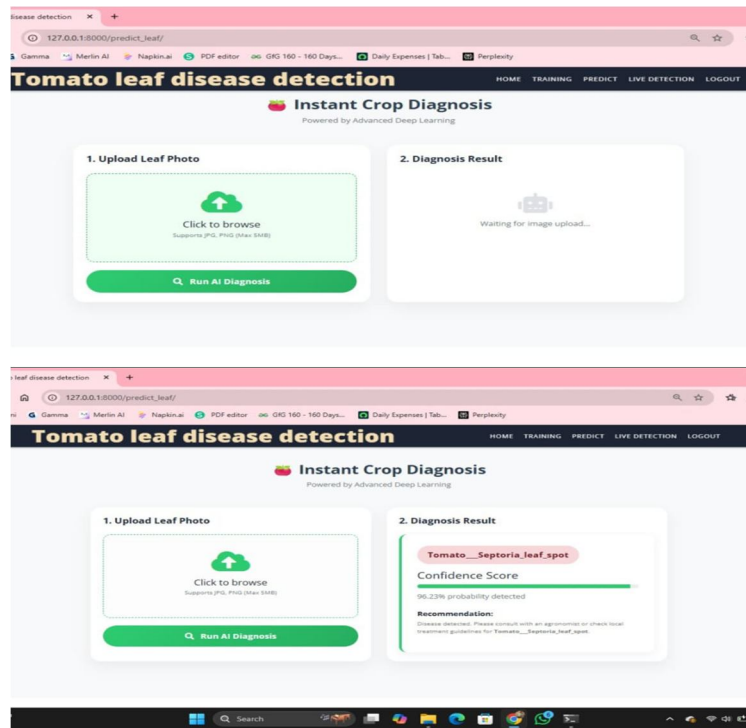 disease detection
127.0.0.1:8000/predict_leaf/
Gamma Merlin AI Napkin.ai PDF editor GfG 160 - 160 Days... Daily Expenses | Tab... Perplexity
Tomato leaf disease detection HOME TRAINING PREDICT LIVE DETECTION LOGOUT
Instant Crop Diagnosis
Powered by Advanced Deep Learning
1. Upload Leaf Photo
Click to browse
Supports JPG, PNG (Max 5MB)
Run AI Diagnosis
2. Diagnosis Result
Waiting for image upload...
leaf disease detection
127.0.0.1:8000/predict_leaf/
Gamma Merlin AI Napkin.ai PDF editor GfG 160 - 160 Days... Daily Expenses | Tab... Perplexity
Tomato leaf disease detection HOME TRAINING PREDICT LIVE DETECTION LOGOUT
Instant Crop Diagnosis
Powered by Advanced Deep Learning
1. Upload Leaf Photo
Click to browse
Supports JPG, PNG (Max 5MB)
Run AI Diagnosis
2. Diagnosis Result
Tomato___Septoria_leaf_spot
Confidence Score
96.23% probability detected
Recommendation:
Disease detected. Please consult with an agronomist or check local
treatment guidelines for Tomato___Septoria_leaf_spot
Search